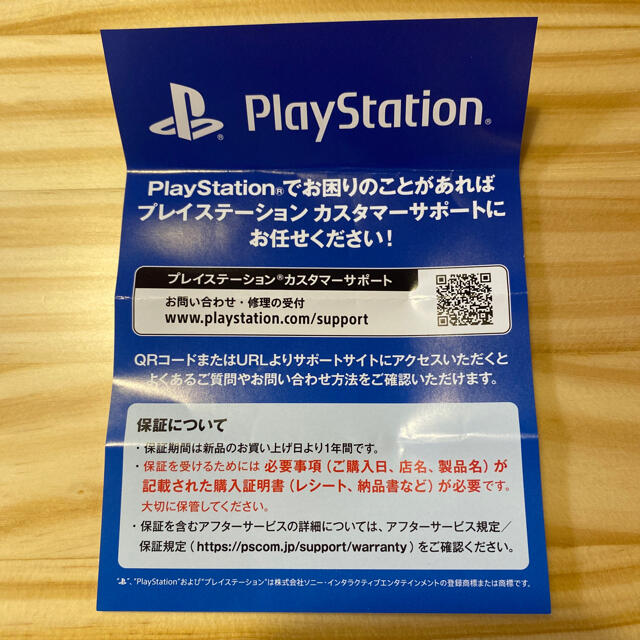 PlayStation®
PlayStation®でお困りのことがあれば
プレイステーション カスタマーサポートに
お任せください!
プレイステーション®カスタマーサポート
お問い合わせ・修理の受付
www.playstation.com/support
QRコードまたはURLよりサポートサイトにアクセスいただくと
よくあるご質問やお問い合わせ方法をご確認いただけます。
保証について
・保証期間は新品のお買い上げ日より1年間です。
・保証を受けるためには 必要事項（ご購入日、店名、製品名）が
記載された購入証明書（レシート、納品書など）が必要です。
大切に保管してください。
・保証を含むアフターサービスの詳細については、アフターサービス規定／
保証規定（https://pscom.jp/support/warranty）をご確認ください。
"PS"、"PlayStation"および"プレイステーション"は株式会社ソニー・インタラクティブエンタテインメントの登録商標または商標です。